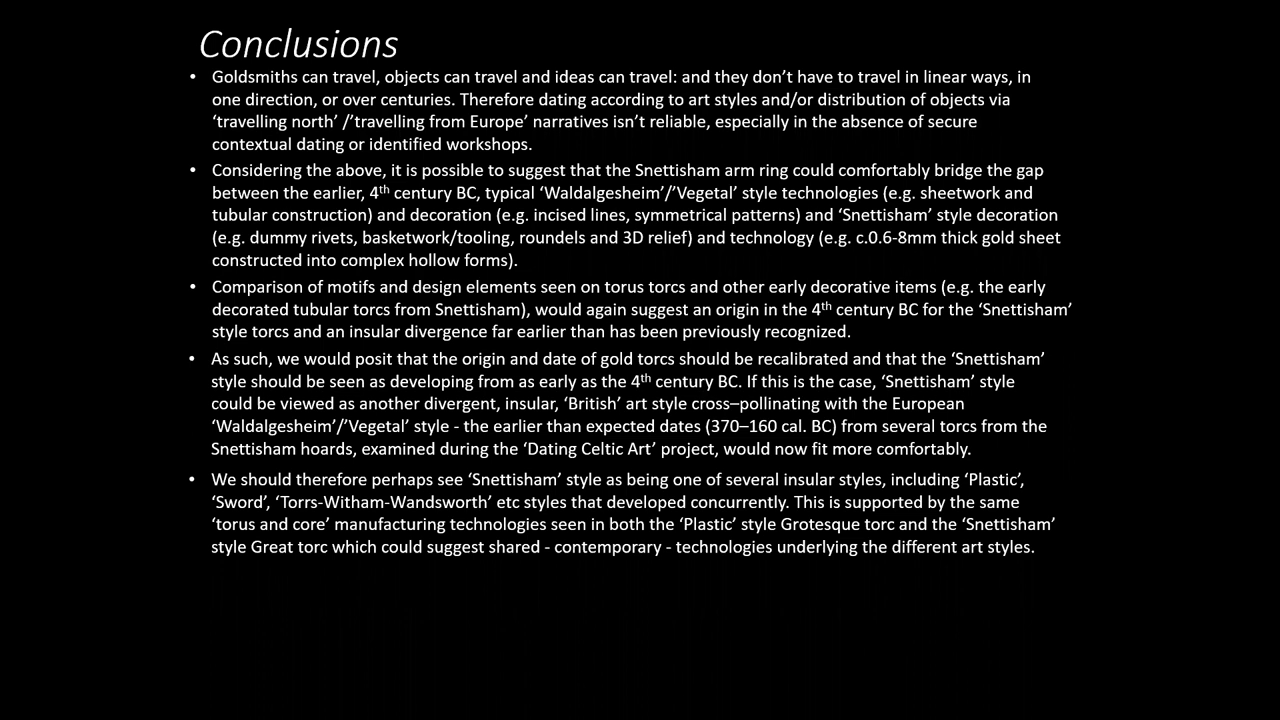 Conclusions
• Goldsmiths can travel, objects can travel and ideas can travel: and they don’t have to travel in linear ways, in
one direction, or over centuries. Therefore dating according to art styles and/or distribution of objects via
‘travelling north’ /’travelling from Europe’ narratives isn’t reliable, especially in the absence of secure
contextual dating or identified workshops.
• Considering the above, it is possible to suggest that the Snettisham arm ring could comfortably bridge the gap
between the earlier, 4th century BC, typical ‘Waldalgesheim’/’Vegetal’ style technologies (e.g. sheetwork and
tubular construction) and decoration (e.g. incised lines, symmetrical patterns) and ‘Snettisham’ style decoration
(e.g. dummy rivets, basketwork/tooling, roundels and 3D relief) and technology (e.g. c.0.6-8mm thick gold sheet
constructed into complex hollow forms).
• Comparison of motifs and design elements seen on torus torcs and other early decorative items (e.g. the early
decorated tubular torcs from Snettisham), would again suggest an origin in the 4th century BC for the ‘Snettisham’
style torcs and an insular divergence far earlier than has been previously recognized.
• As such, we would posit that the origin and date of gold torcs should be recalibrated and that the ‘Snettisham’
style should be seen as developing from as early as the 4th century BC. If this is the case, ‘Snettisham’ style
could be viewed as another divergent, insular, ‘British’ art style cross–pollinating with the European
‘Waldalgesheim’/’Vegetal’ style - the earlier than expected dates (370–160 cal. BC) from several torcs from the
Snettisham hoards, examined during the ‘Dating Celtic Art’ project, would now fit more comfortably.
• We should therefore perhaps see ‘Snettisham’ style as being one of several insular styles, including ‘Plastic’,
‘Sword’, ‘Torrs-Witham-Wandsworth’ etc styles that developed concurrently. This is supported by the same
‘torus and core’ manufacturing technologies seen in both the ‘Plastic’ style Grotesque torc and the ‘Snettisham’
style Great torc which could suggest shared - contemporary - technologies underlying the different art styles.